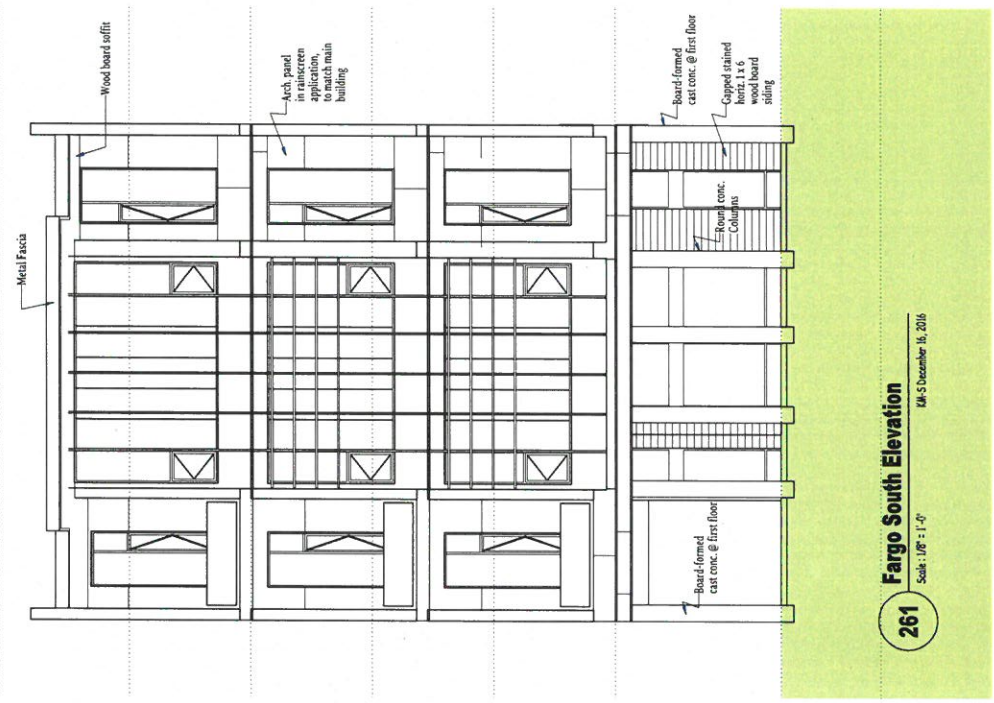 Metal Fascia
Wood board soffit
Arch. panel
in rainscreen
application,
to match main
building
Board-formed
cast conc. @ first floor
Gapped stained
horiz. 1 x 6
wood board
siding
Round conc.
Columns
Board-formed
cast conc. @ first floor
261
Fargo South Elevation
Scale : 1/8" = 1'-0"
KM-S December 16, 2016